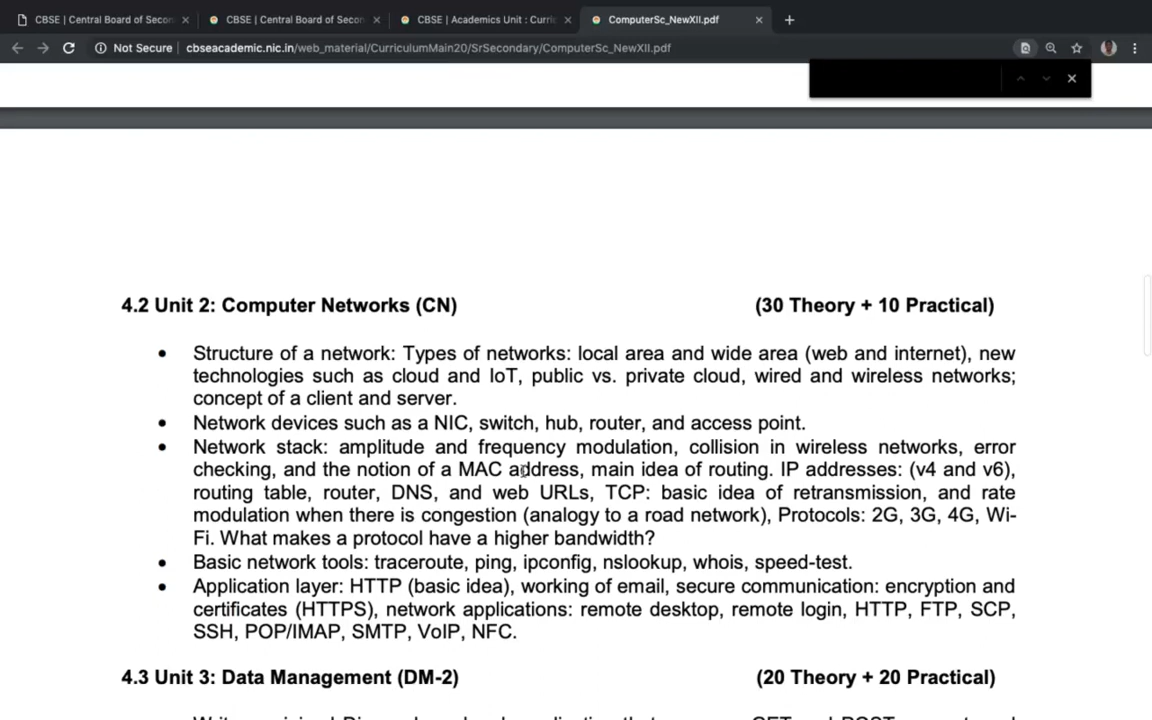 CBSE | Central Board of Secon
CBSE | Central Board of Secon
CBSE | Academics Unit : Curric
ComputerSc_NewXII.pdf
Not Secure
cbseacademic.nic.in/web_material/CurriculumMain20/SrSecondary/ComputerSc_NewXII.pdf
4.2 Unit 2: Computer Networks (CN) (30 Theory + 10 Practical)
• Structure of a network: Types of networks: local area and wide area (web and internet), new
technologies such as cloud and IoT, public vs. private cloud, wired and wireless networks;
concept of a client and server.
• Network devices such as a NIC, switch, hub, router, and access point.
• Network stack: amplitude and frequency modulation, collision in wireless networks, error
checking, and the notion of a MAC address, main idea of routing. IP addresses: (v4 and v6),
routing table, router, DNS, and web URLs, TCP: basic idea of retransmission, and rate
modulation when there is congestion (analogy to a road network), Protocols: 2G, 3G, 4G, Wi-
Fi. What makes a protocol have a higher bandwidth?
• Basic network tools: traceroute, ping, ipconfig, nslookup, whois, speed-test.
• Application layer: HTTP (basic idea), working of email, secure communication: encryption and
certificates (HTTPS), network applications: remote desktop, remote login, HTTP, FTP, SCP,
SSH, POP/IMAP, SMTP, VoIP, NFC.
4.3 Unit 3: Data Management (DM-2) (20 Theory + 20 Practical)